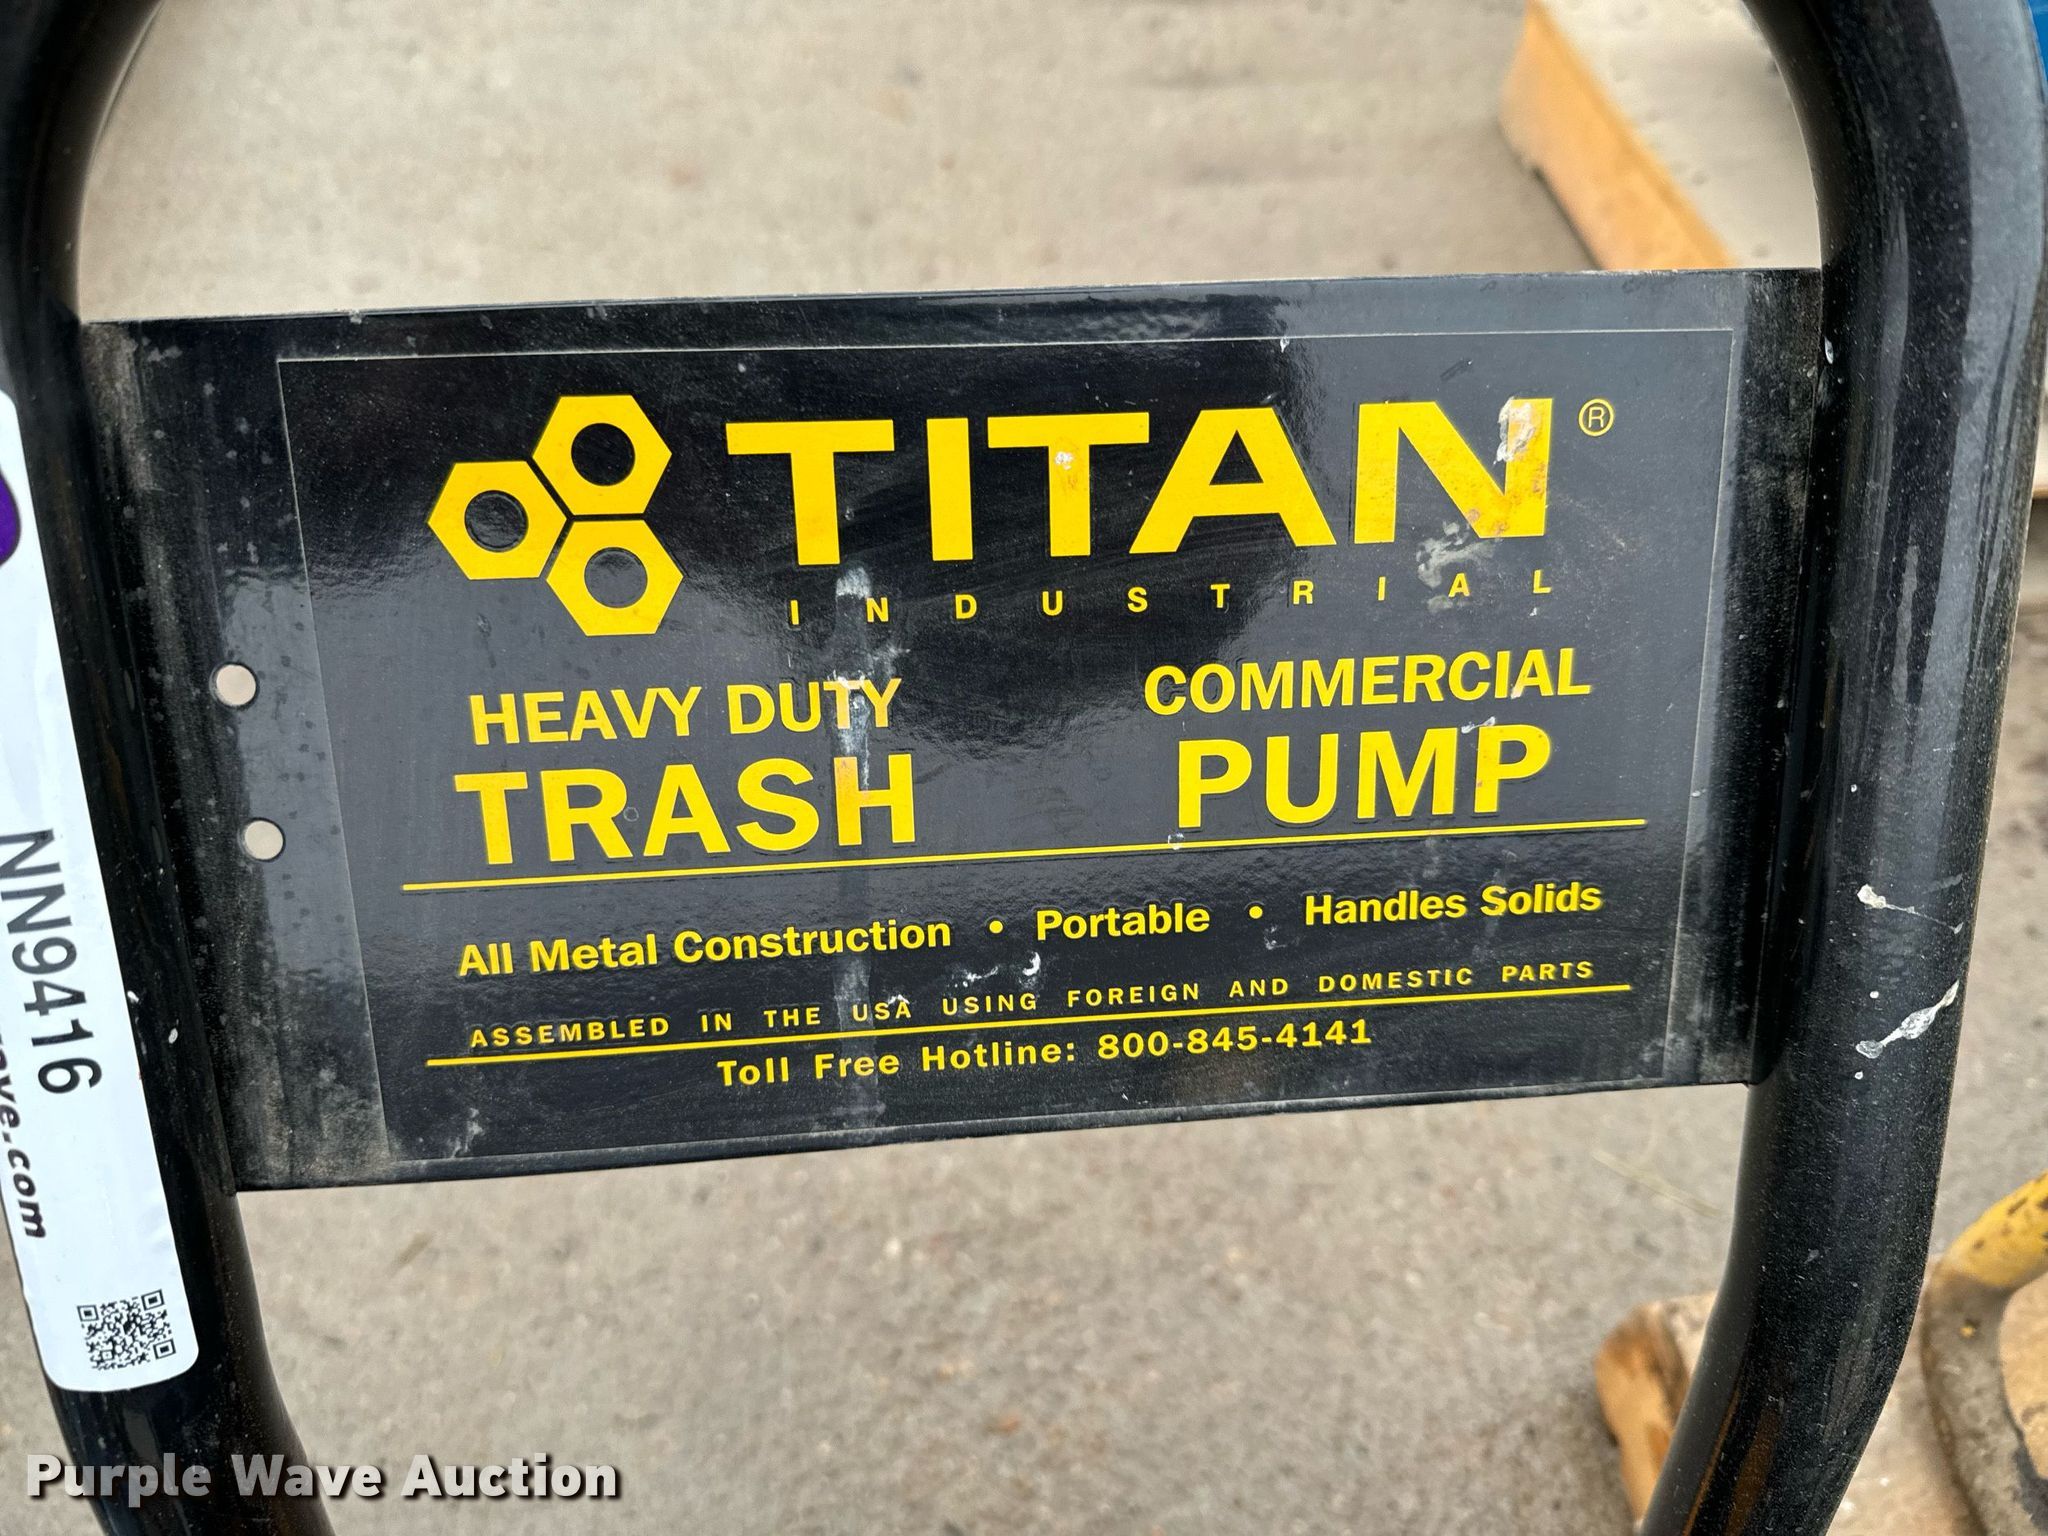 TITAN®
INDUSTRIAL
HEAVY DUTY COMMERCIAL
TRASH PUMP
All Metal Construction • Portable • Handles Solids
ASSEMBLED IN THE USA USING FOREIGN AND DOMESTIC PARTS
Toll Free Hotline: 800-845-4141
NN9416
.com
Purple Wave Auction